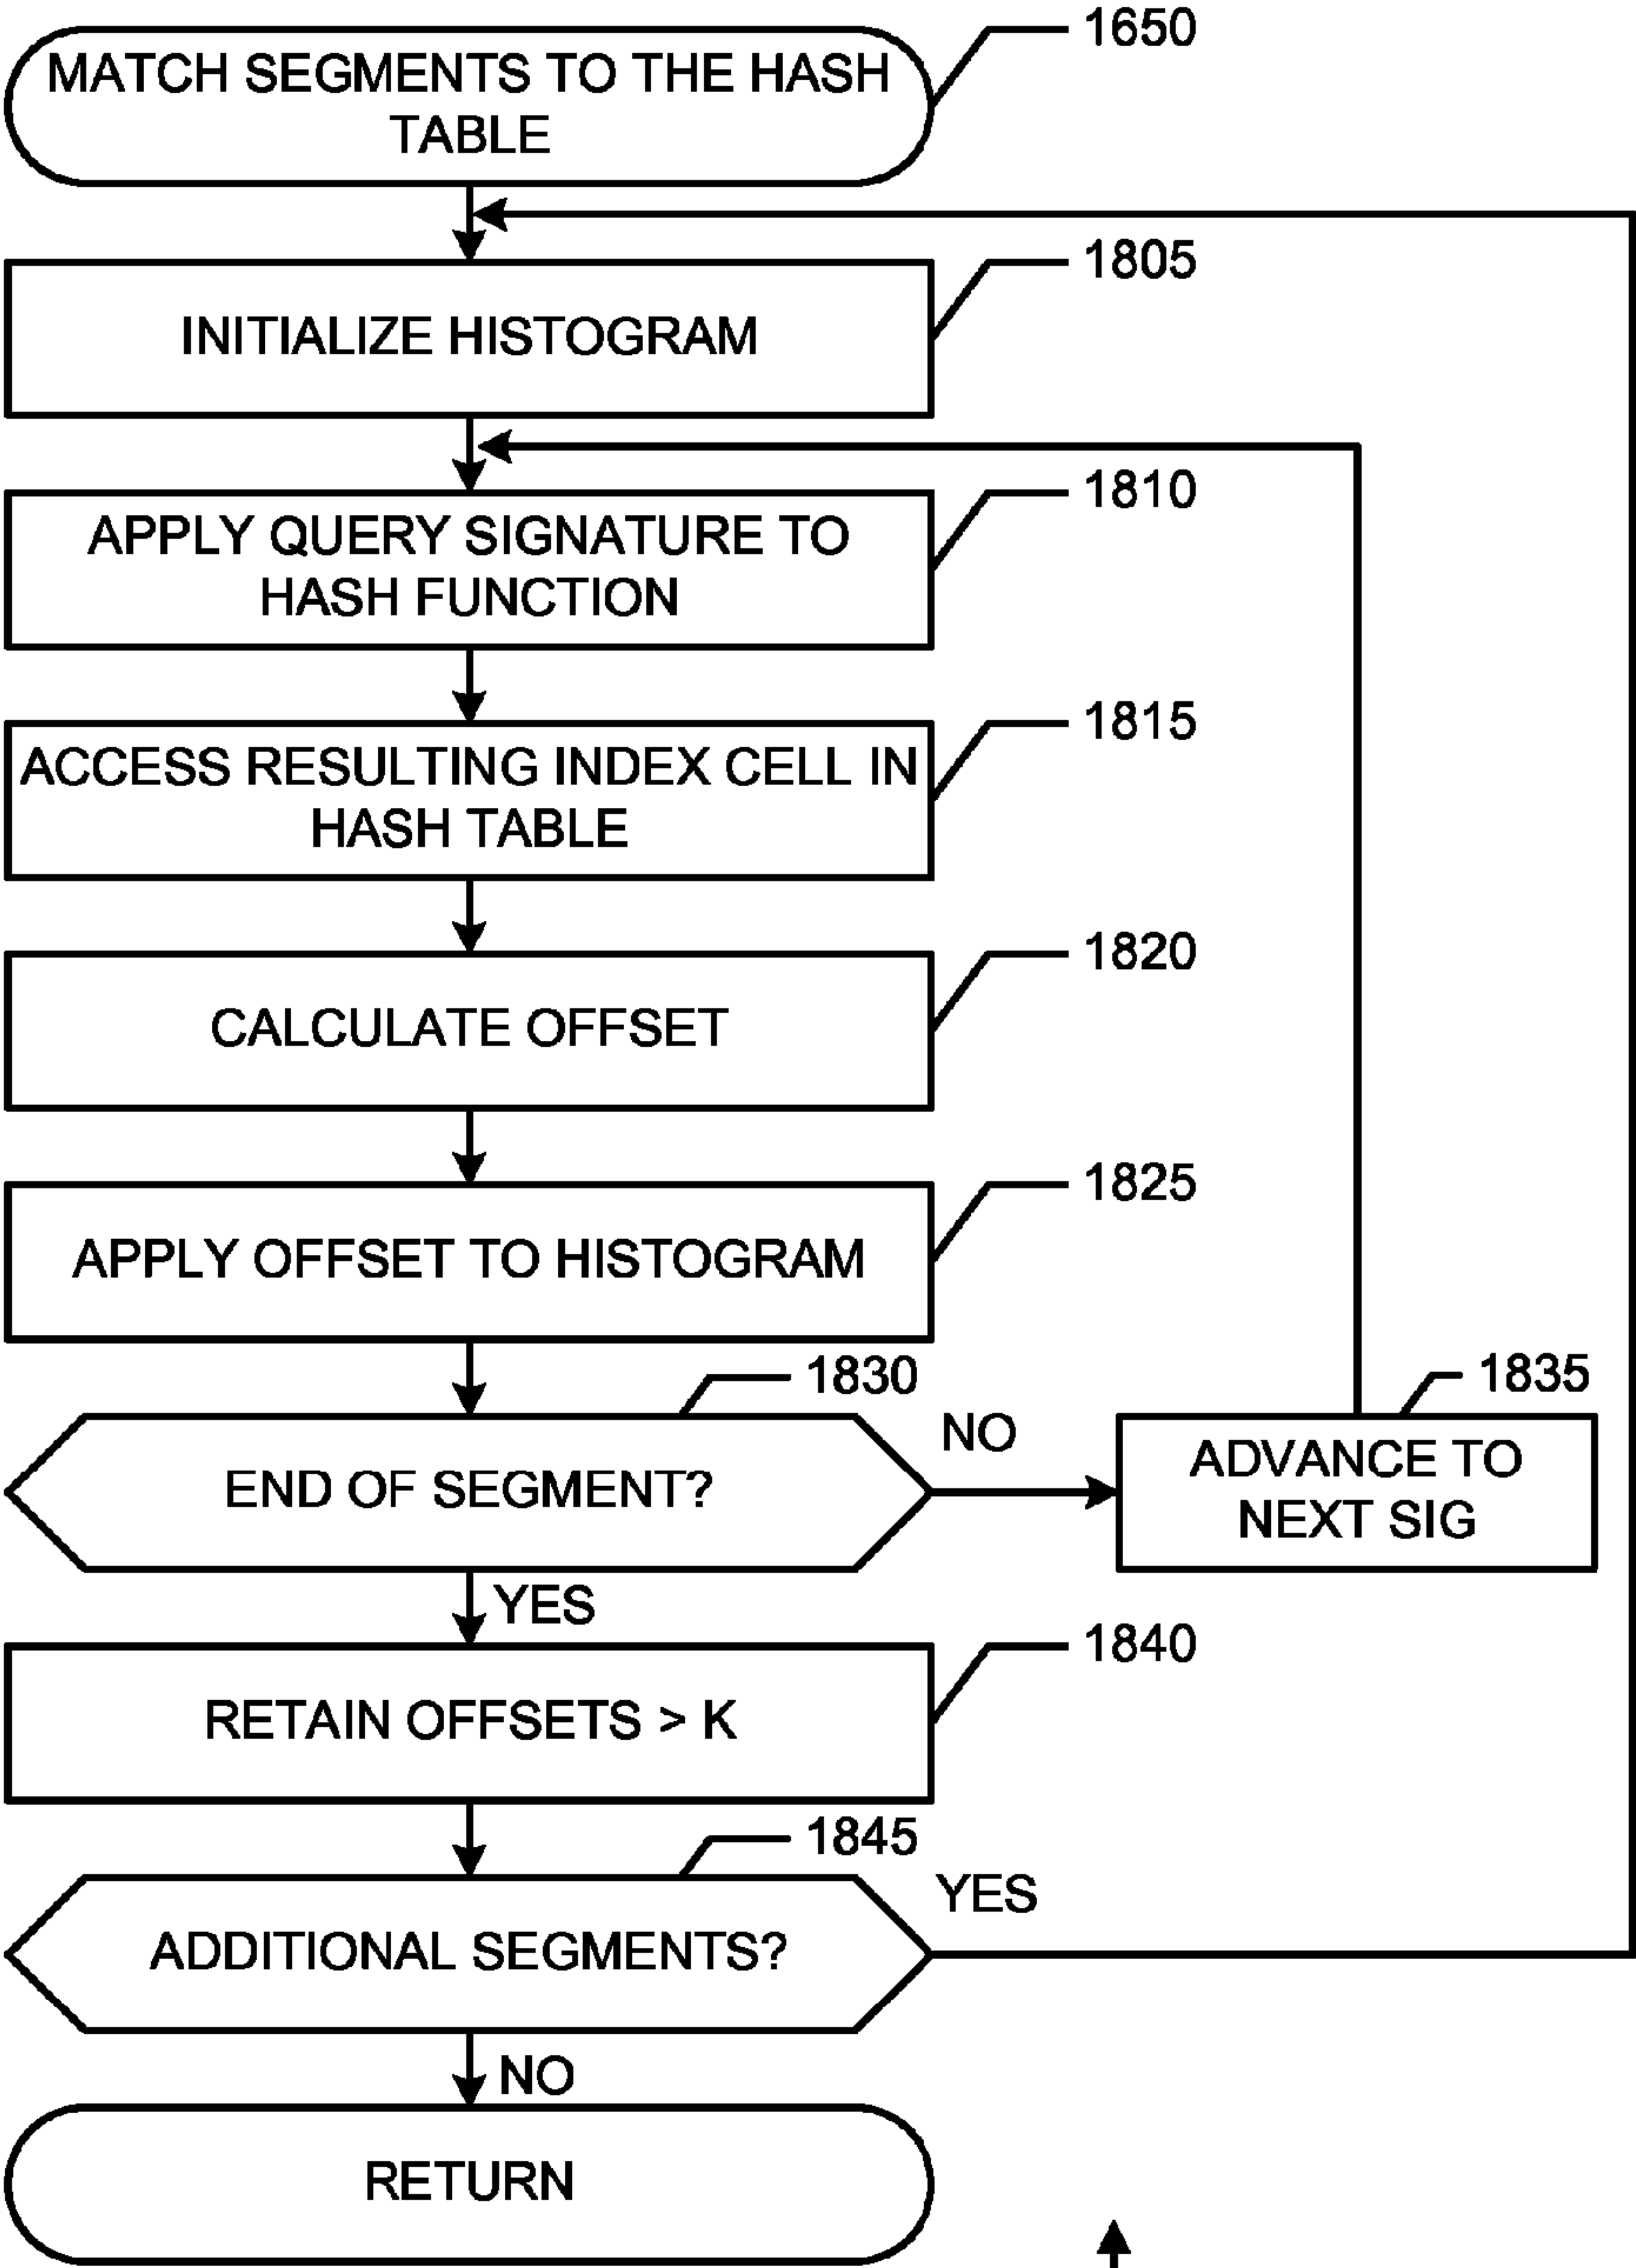 1650
MATCH SEGMENTS TO THE HASH
TABLE
1805
INITIALIZE HISTOGRAM
1810
APPLY QUERY SIGNATURE TO
HASH FUNCTION
1815
ACCESS RESULTING INDEX CELL IN
HASH TABLE
1820
CALCULATE OFFSET
1825
APPLY OFFSET TO HISTOGRAM
1830
END OF SEGMENT?
NO
1835
ADVANCE TO
NEXT SIG
YES
1840
RETAIN OFFSETS > K
1845
ADDITIONAL SEGMENTS?
YES
NO
RETURN